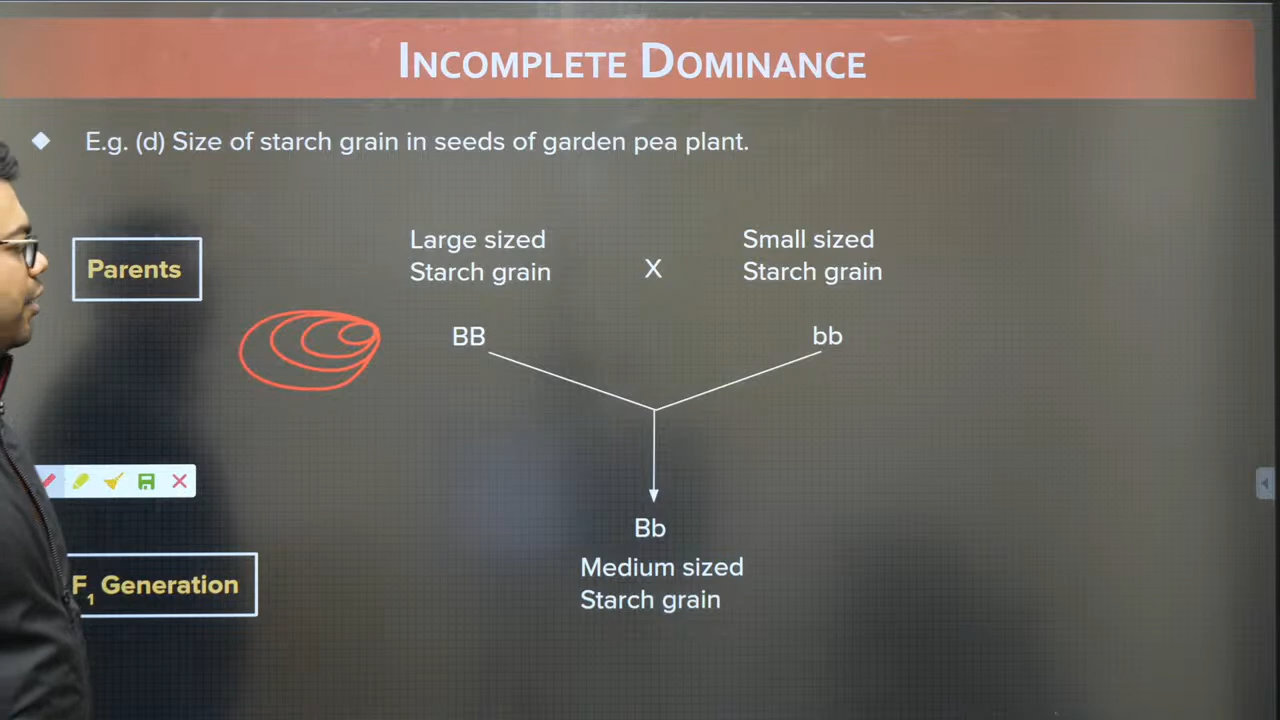 INCOMPLETE DOMINANCE
◆ E.g. (d) Size of starch grain in seeds of garden pea plant.
Parents
Large sized
Starch grain
X
Small sized
Starch grain
BB
bb
Bb
Medium sized
Starch grain
F₁ Generation